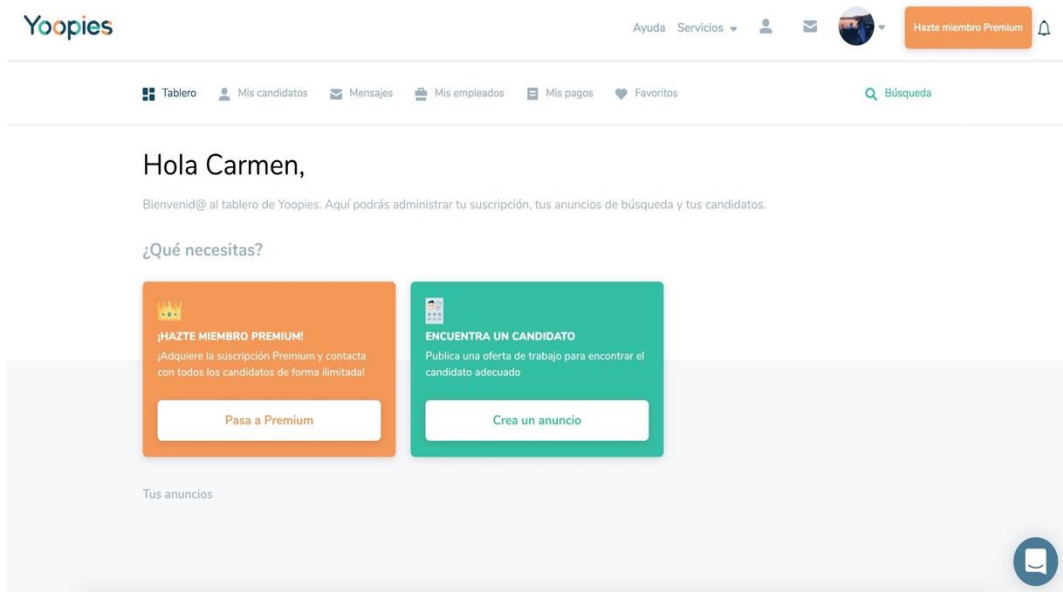 Yoopies
Ayuda Servicios
Hazte miembro Premium
Tablero Mis candidatos Mensajes Mis empleados Mis pagos Favoritos
Búsqueda
Hola Carmen,
Bienvenid@ al tablero de Yoopies. Aquí podrás administrar tu suscripción, tus anuncios de búsqueda y tus candidatos.
¿Qué necesitas?
¡HAZTE MIEMBRO PREMIUM!
¡Adquiere la suscripción Premium y contacta
con todos los candidatos de forma ilimitada!
Pasa a Premium
ENCUENTRA UN CANDIDATO
Publica una oferta de trabajo para encontrar el
candidato adecuado
Crea un anuncio
Tus anuncios